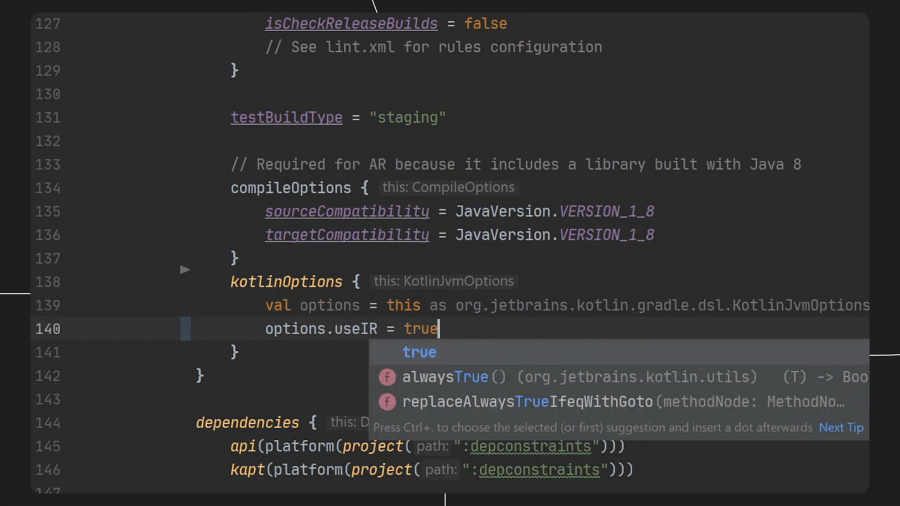 127 isCheckReleaseBuilds = false
128 // See lint.xml for rules configuration
129 }
130
131 testBuildType = "staging"
132
133 // Required for AR because it includes a library built with Java 8
134 compileOptions { this: CompileOptions
135 sourceCompatibility = JavaVersion.VERSION_1_8
136 targetCompatibility = JavaVersion.VERSION_1_8
137 }
138 kotlinOptions { this: KotlinJvmOptions
139 val options = this as org.jetbrains.kotlin.gradle.dsl.KotlinJvmOptions
140 options.useIR = true
141 }
true
142 }
f alwaysTrue() (org.jetbrains.kotlin.utils) (T) -> Boo
143
f replaceAlwaysTrueIfeqWithGoto(methodNode: MethodNo…
144 dependencies { this: D
Press Ctrl+. to choose the selected (or first) suggestion and insert a dot afterwards Next Tip
145 api(platform(project( path: ":depconstraints")))
146 kapt(platform(project( path: ":depconstraints")))
147